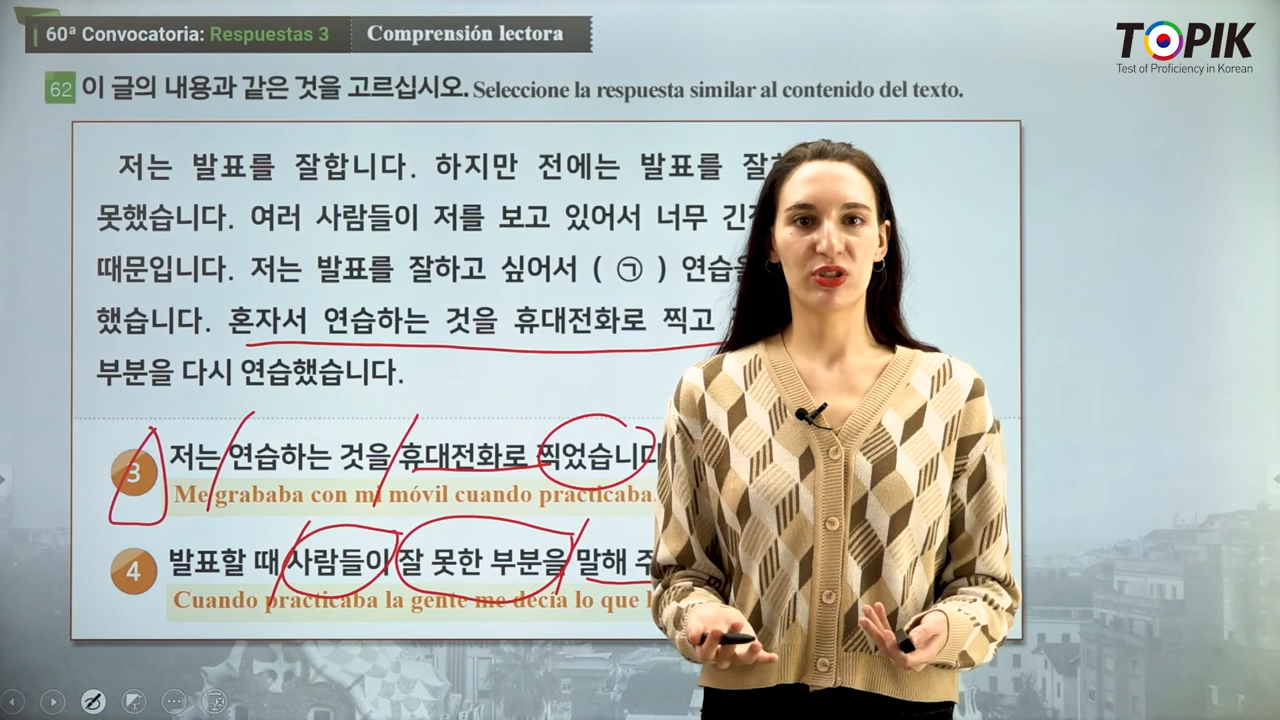 60ª Convocatoria: Respuestas 3 Comprensión lectora
TOPIK
Test of Proficiency in Korean
62 이 글의 내용과 같은 것을 고르십시오. Seleccione la respuesta similar al contenido del texto.
저는 발표를 잘합니다. 하지만 전에는 발표를
못했습니다. 여러 사람들이 저를 보고 있어서 너무
때문입니다. 저는 발표를 잘하고 싶어서 ( ㉠ )
했습니다. 혼자서 연습하는 것을 휴대전화로 찍고
부분을 다시 연습했습니다.
3 저는 연습하는 것을 휴대전화로 찍었습니다
Me grababa con mi móvil cuando practicaba.
4 발표할 때 사람들이 잘 못한 부분을 말해
Cuando practicaba la gente me decía lo que